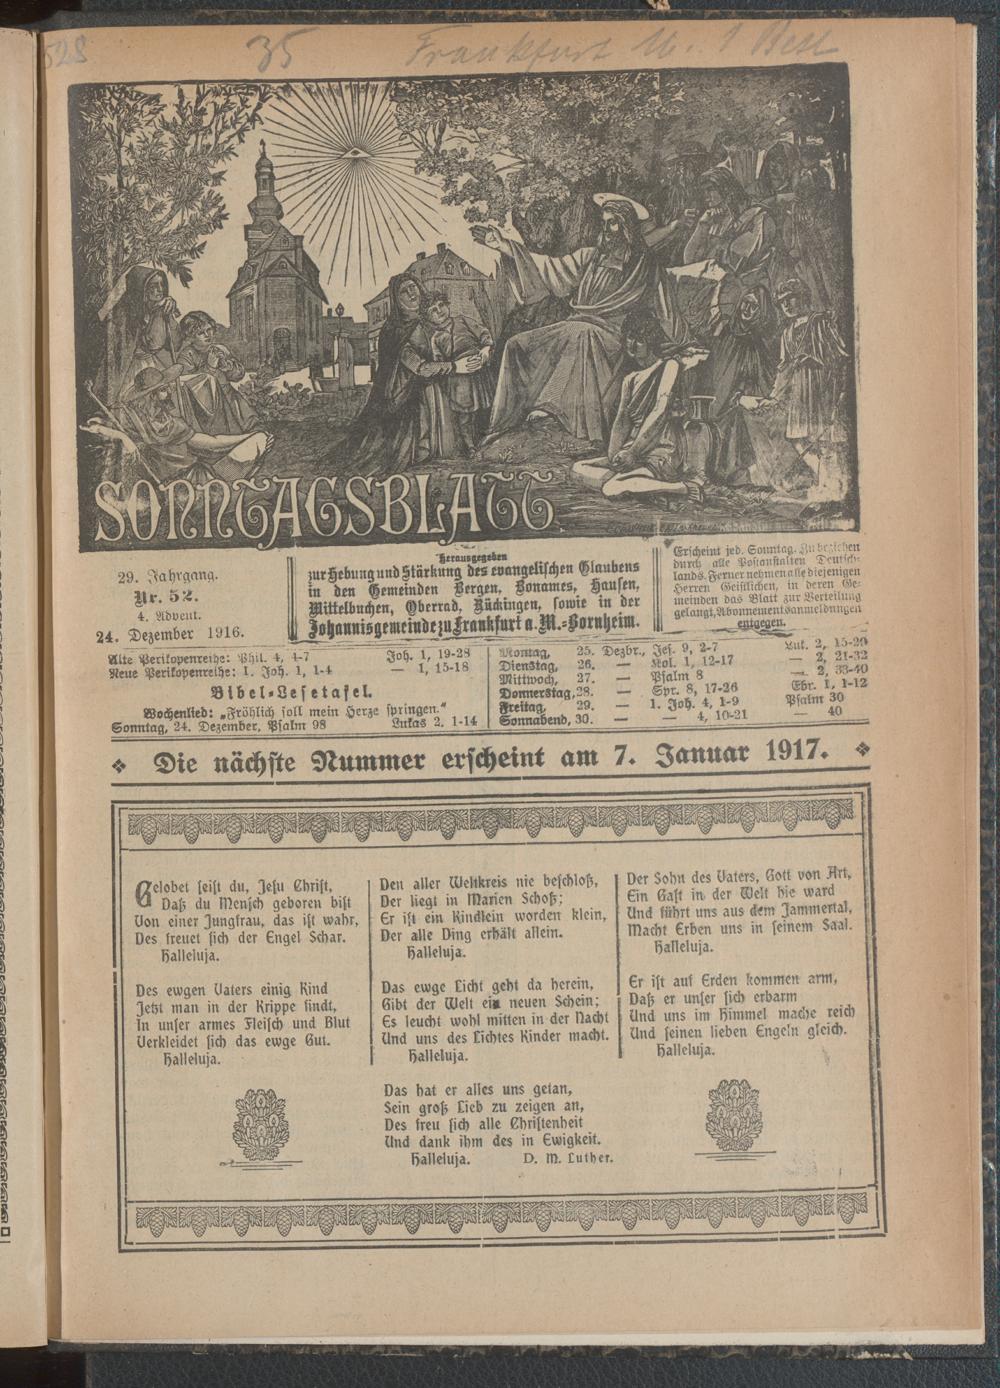 528
35
Frankfurt
SONNTAGSBLATT
29. Jahrgang.
Nr. 52.
4. Advent.
24. Dezember 1916.
Herausgegeben
zur Hebung und Stärkung des evangelischen Glaubens
in den Gemeinden Bergen, Bonames, Hausen,
Mittelbuchen, Oberrad, Rückingen, sowie in der
Johannisgemeinde zu Frankfurt a. M.-Bornheim.
Erscheint jed. Sonntag. Zu beziehen
durch alle Postanstalten Deutsch-
lands. Ferner nehmen alle diejenigen
Herren Geistlichen, in deren Ge-
meinden das Blatt zur Verteilung
gelangt, Abonnementsanmeldungen
entgegen.
Alte Perikopenreihe: Phil. 4, 4-7 Joh. 1, 19-28
Neue Perikopenreihe: 1. Joh. 1, 1-4 — 1, 15-18
Bibel-Lesetafel.
Wochenlied: „Fröhlich soll mein Herze springen."
Sonntag, 24. Dezember, Psalm 98 Lukas 2, 1-14
Montag, 25. Dezbr., Jes. 9, 2-7 Luk. 2, 15-20
Dienstag, 26. — Kol. 1, 12-17 — 2, 21-32
Mittwoch, 27. — Psalm 8 — 2, 33-40
Donnerstag, 28. — Spr. 8, 17-26 Ebr. 1, 1-12
Freitag, 29. — 1. Joh. 4, 1-9 Psalm 30
Sonnabend, 30. — — 4, 10-21 — 40
Die nächste Nummer erscheint am 7. Januar 1917.
Gelobet seist du, Jesu Christ,
Daß du Mensch geboren bist
Von einer Jungfrau, das ist wahr,
Des freuet sich der Engel Schar.
Halleluja.
Des ewgen Vaters einig Kind
Jetzt man in der Krippe findt,
In unser armes Fleisch und Blut
Verkleidet sich das ewge Gut.
Halleluja.
Den aller Weltkreis nie beschloß,
Der liegt in Marien Schoß;
Er ist ein Kindlein worden klein,
Der alle Ding erhält allein.
Halleluja.
Das ewge Licht geht da herein,
Gibt der Welt ein neuen Schein;
Es leucht wohl mitten in der Nacht
Und uns des Lichtes Kinder macht.
Halleluja.
Der Sohn des Vaters, Gott von Art,
Ein Gast in der Welt hie ward
Und führt uns aus dem Jammertal,
Macht Erben uns in seinem Saal.
Halleluja.
Er ist auf Erden kommen arm,
Daß er unser sich erbarm
Und uns im Himmel mache reich
Und seinen lieben Engeln gleich.
Halleluja.
Das hat er alles uns getan,
Sein groß Lieb zu zeigen an,
Des freu sich alle Christenheit
Und dank ihm des in Ewigkeit.
Halleluja. D. M. Luther.